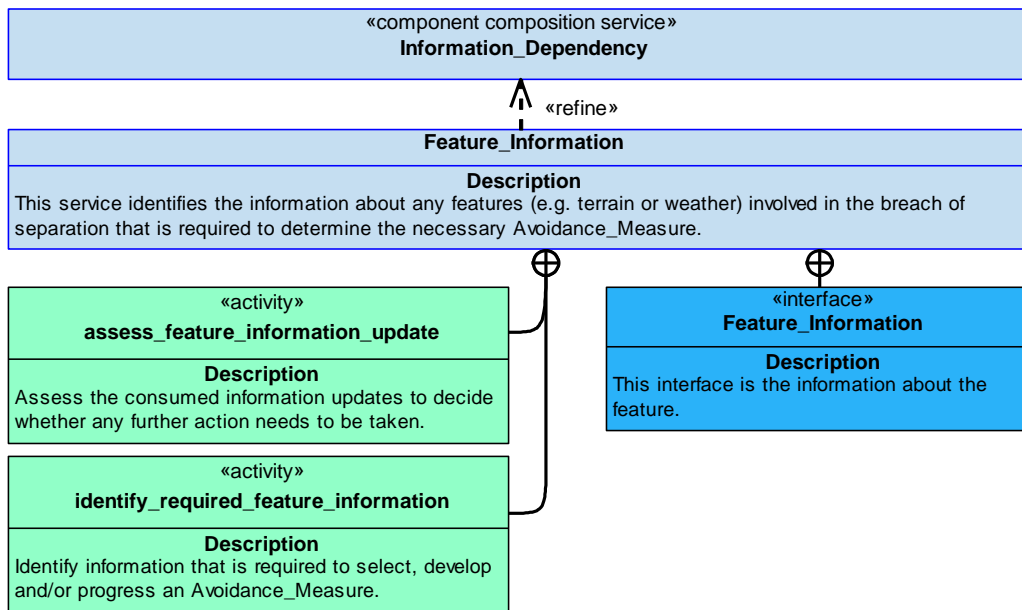 «component composition service»
Information_Dependency
«refine»
Feature_Information
Description
This service identifies the information about any features (e.g. terrain or weather) involved in the breach of
separation that is required to determine the necessary Avoidance_Measure.
«activity»
assess_feature_information_update
Description
Assess the consumed information updates to decide
whether any further action needs to be taken.
«interface»
Feature_Information
Description
This interface is the information about the
feature.
«activity»
identify_required_feature_information
Description
Identify information that is required to select, develop
and/or progress an Avoidance_Measure.